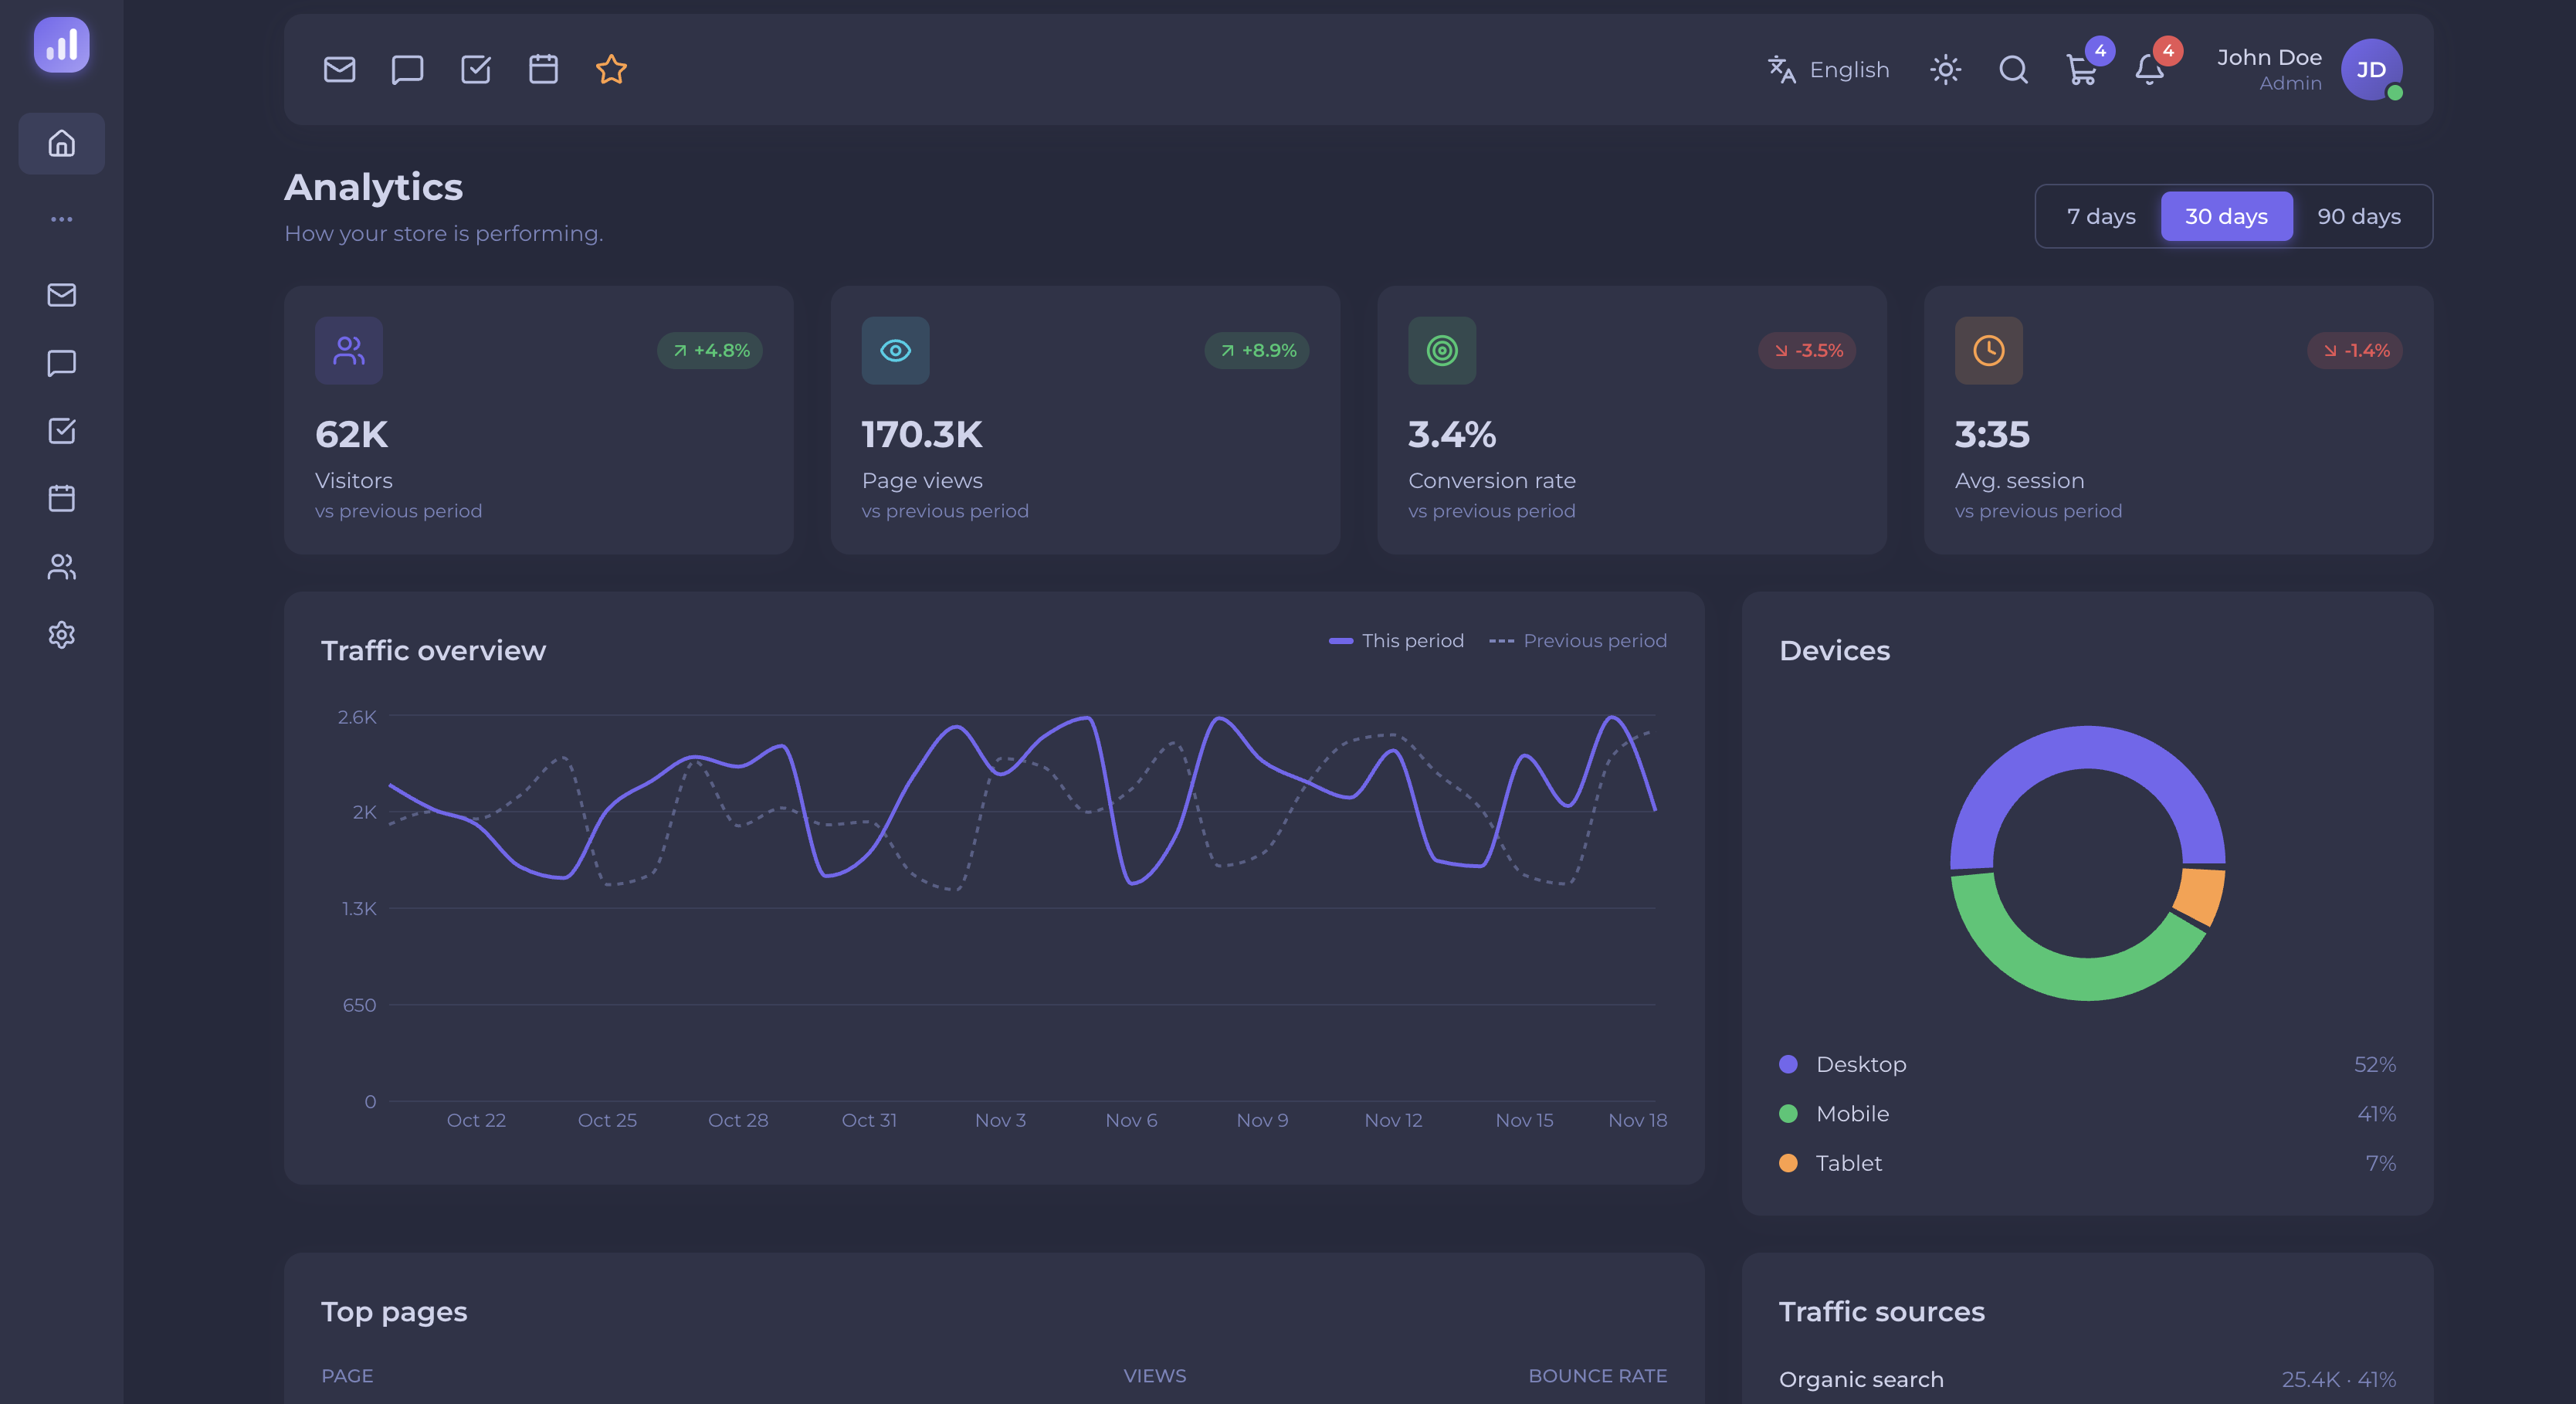 English
4
4
John Doe
Admin
JD
Analytics
How your store is performing.
7 days
30 days
90 days
+4.8%
62K
Visitors
vs previous period
+8.9%
170.3K
Page views
vs previous period
-3.5%
3.4%
Conversion rate
vs previous period
-1.4%
3:35
Avg. session
vs previous period
Traffic overview
This period
Previous period
2.6K
2K
1.3K
650
0
Oct 22
Oct 25
Oct 28
Oct 31
Nov 3
Nov 6
Nov 9
Nov 12
Nov 15
Nov 18
Devices
Desktop
52%
Mobile
41%
Tablet
7%
Top pages
PAGE
VIEWS
BOUNCE RATE
Traffic sources
Organic search
25.4K · 41%